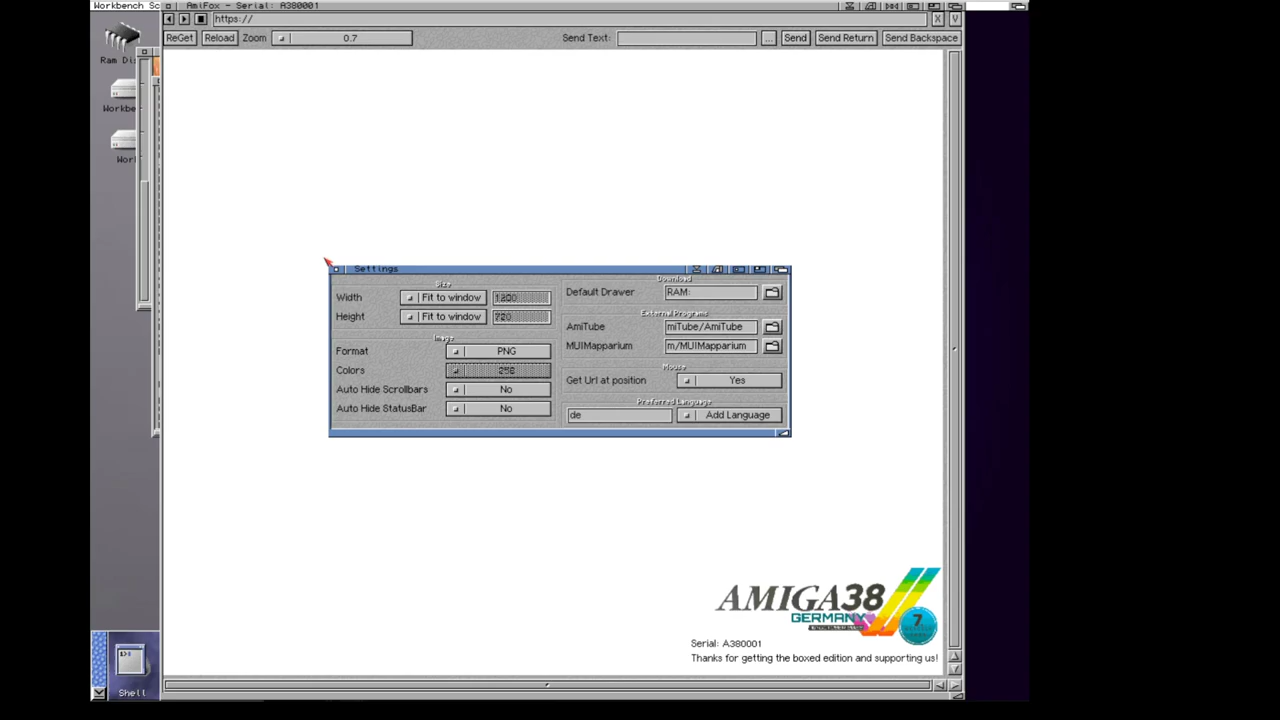 Workbench Sc
AmiFox - Serial: A380001
https://
X
V
ReGet
Reload
Zoom
0.7
Send Text:
...
Send
Send Return
Send Backspace
Ram Di
Workbe
Work
Settings
Size
Width
Fit to window
1200
Height
Fit to window
720
Image
Format
PNG
Colors
256
Auto Hide Scrollbars
No
Auto Hide StatusBar
No
Download
Default Drawer
RAM:
External Programs
AmiTube
miTube/AmiTube
MUIMapparium
m/MUIMapparium
Mouse
Get Url at position
Yes
Preferred Language
de
Add Language
AMIGA38
GERMANY
7
Serial: A380001
Thanks for getting the boxed edition and supporting us!
Shell